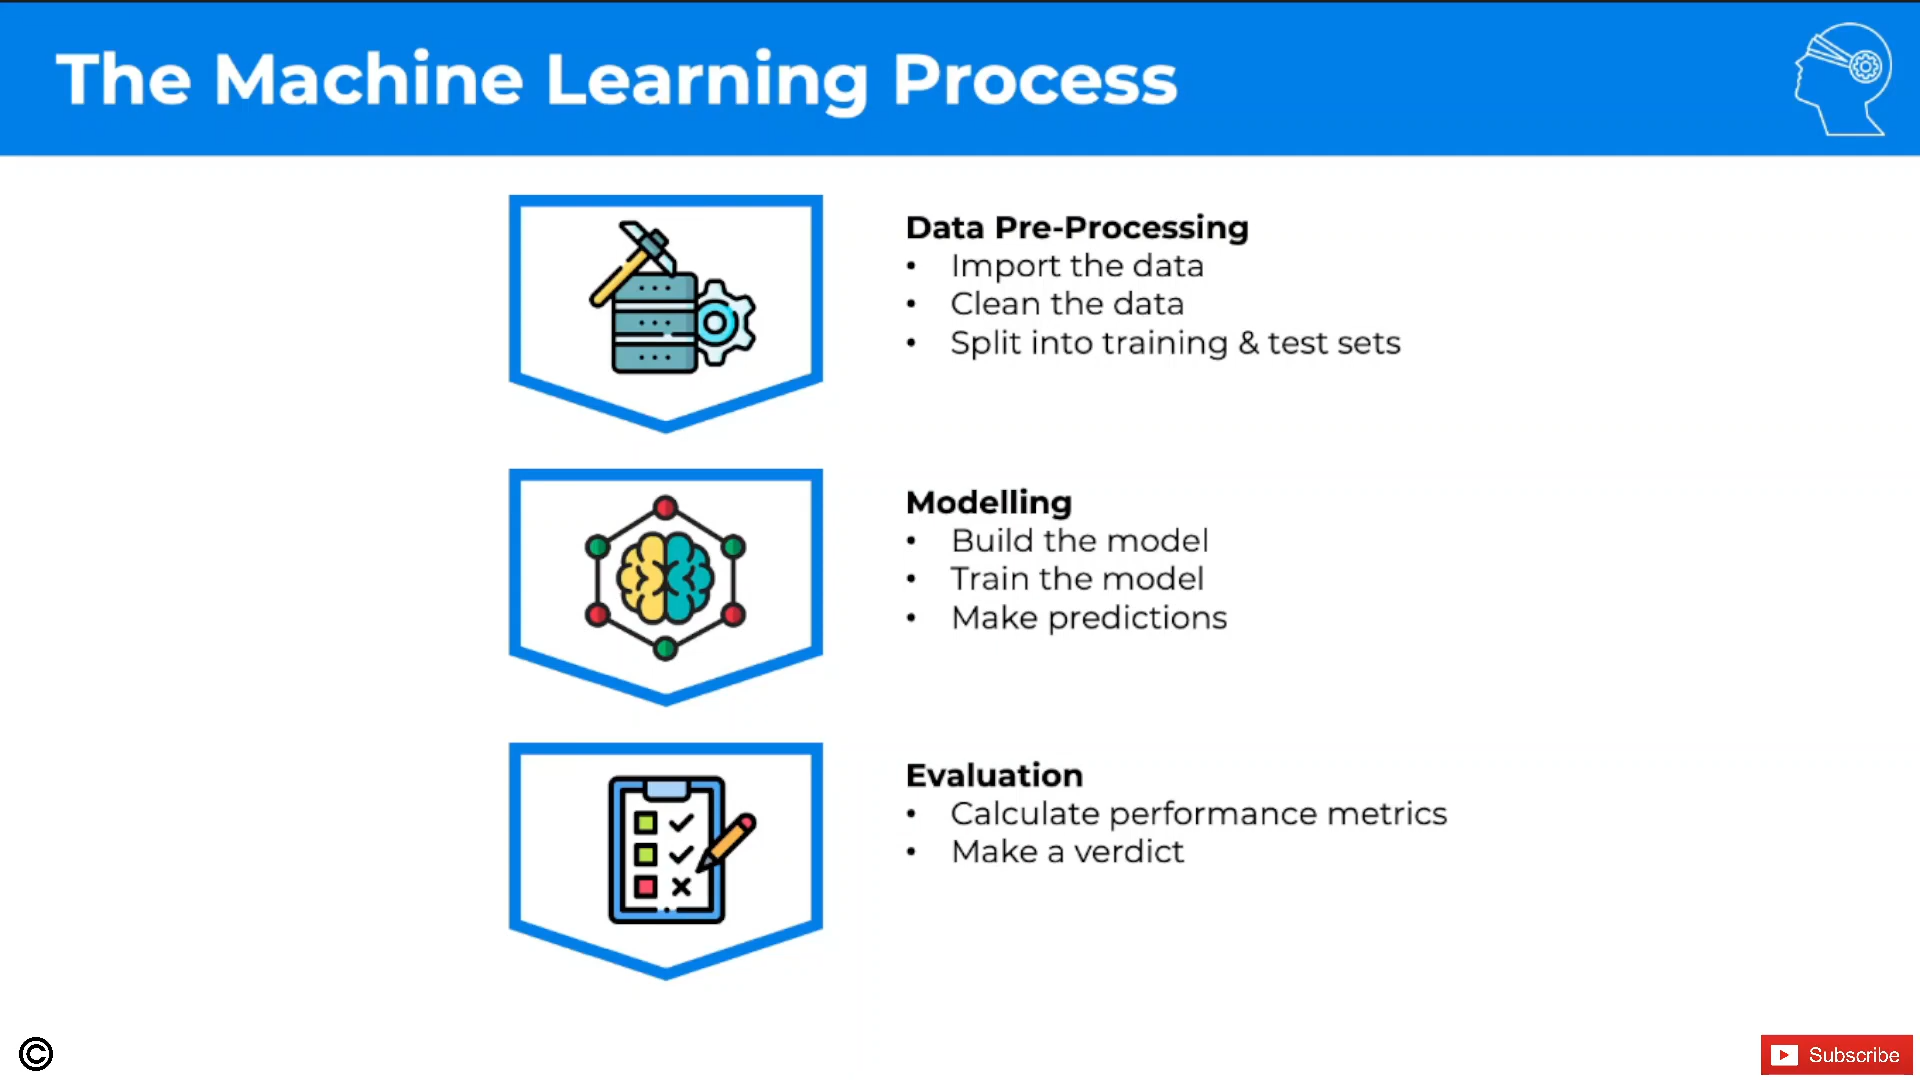 The Machine Learning Process
Data Pre-Processing
• Import the data
• Clean the data
• Split into training & test sets
Modelling
• Build the model
• Train the model
• Make predictions
Evaluation
• Calculate performance metrics
• Make a verdict
©
Subscribe